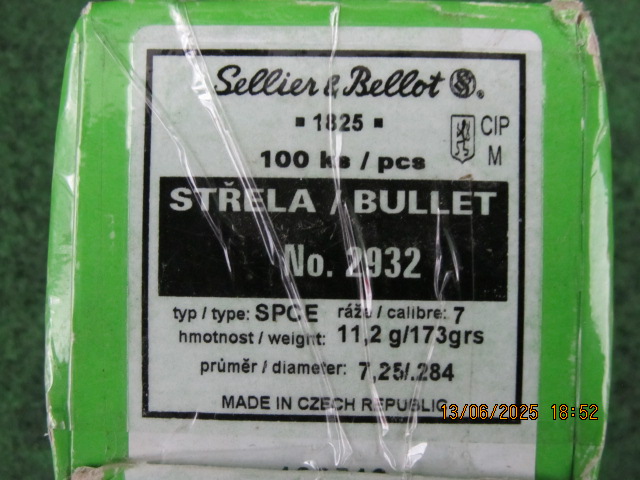 Sellier & Bellot S&B®
▪ 1825 ▪
CIP
M
100 ks / pcs
STŘELA / BULLET
No. 2932
typ / type: SPCE ráže / calibre: 7
hmotnost / weight: 11,2 g/173grs
průměr / diameter: 7,25/.284
MADE IN CZECH REPUBLIC
13/06/2025 18:52